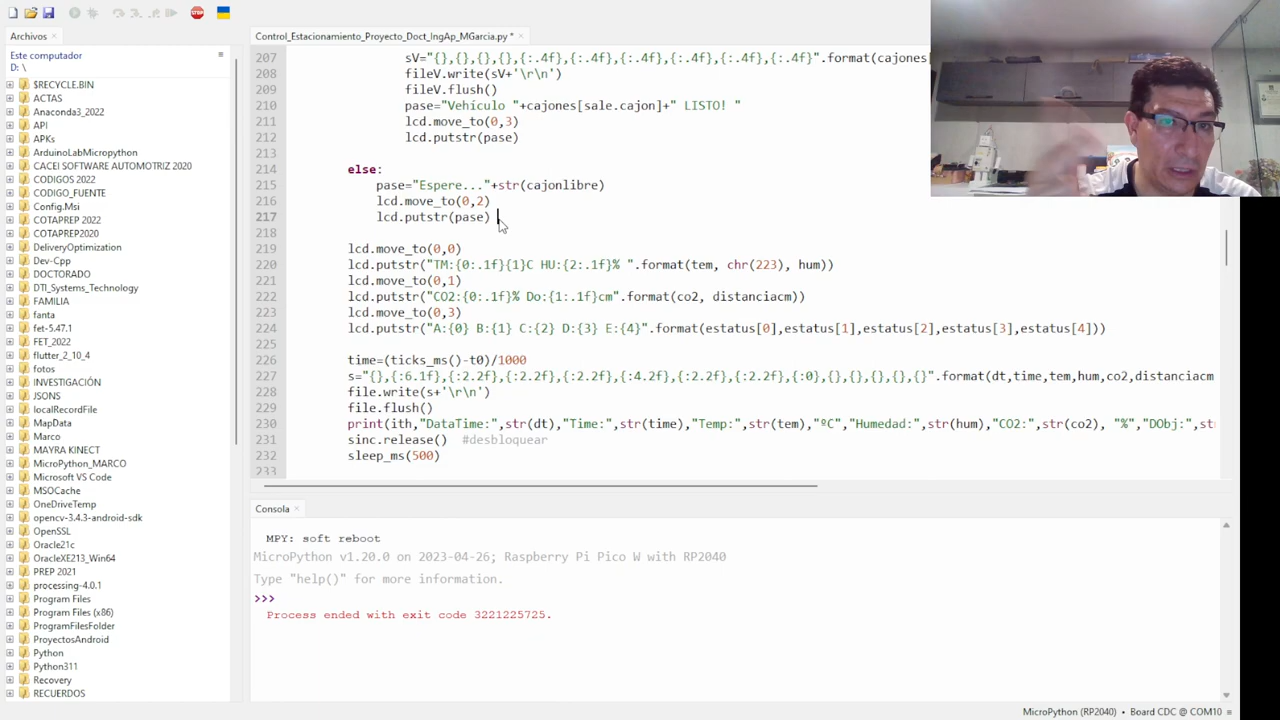 STOP
Archivos
Control_Estacionamiento_Proyecto_Doct_IngAp_MGarcia.py *
Este computador
D: \
$RECYCLE.BIN
ACTAS
Anaconda3_2022
API
APKs
ArduinoLabMicropython
CACEI SOFTWARE AUTOMOTRIZ 2020
CODIGOS 2022
CODIGO_FUENTE
Config.Msi
COTAPREP 2022
COTAPREP2020
DeliveryOptimization
Dev-Cpp
DOCTORADO
DTI_Systems_Technology
FAMILIA
fanta
fet-5.47.1
FET_2022
flutter_2_10_4
fotos
INVESTIGACIÓN
JSONS
localRecordFile
MapData
Marco
MAYRA KINECT
MicroPython_MARCO
Microsoft VS Code
MSOCache
OneDriveTemp
opencv-3.4.3-android-sdk
OpenSSL
Oracle21c
OracleXE213_Win64
PREP 2021
processing-4.0.1
Program Files
Program Files (x86)
ProgramFilesFolder
ProyectosAndroid
Python
Python311
Recovery
RECUERDOS
207 sV="{},{},{},{},{:.4f},{:.4f},{:.4f},{:.4f},{:.4f},{:.4f}".format(cajones[
208 fileV.write(sV+'\r\n')
209 fileV.flush()
210 pase="Vehículo "+cajones[sale.cajon]+" LISTO! "
211 lcd.move_to(0,3)
212 lcd.putstr(pase)
213
214 else:
215 pase="Espere..."+str(cajonlibre)
216 lcd.move_to(0,2)
217 lcd.putstr(pase)
218
219 lcd.move_to(0,0)
220 lcd.putstr("TM:{0:.1f}{1}C HU:{2:.1f}% ".format(tem, chr(223), hum))
221 lcd.move_to(0,1)
222 lcd.putstr("CO2:{0:.1f}% Do:{1:.1f}cm".format(co2, distanciacm))
223 lcd.move_to(0,3)
224 lcd.putstr("A:{0} B:{1} C:{2} D:{3} E:{4}".format(estatus[0],estatus[1],estatus[2],estatus[3],estatus[4]))
225
226 time=(ticks_ms()-t0)/1000
227 s="{},{:6.1f},{:2.2f},{:2.2f},{:2.2f},{:4.2f},{:2.2f},{:2.2f},{:0},{},{},{},{},{}".format(dt,time,tem,hum,co2,distanciacm
228 file.write(s+'\r\n')
229 file.flush()
230 print(ith,"DataTime:",str(dt),"Time:",str(time),"Temp:",str(tem),"ºC","Humedad:",str(hum),"CO2:",str(co2), "%","DObj:",st
231 sinc.release() #desbloquear
232 sleep_ms(500)
233
Consola
MPY: soft reboot
MicroPython v1.20.0 on 2023-04-26; Raspberry Pi Pico W with RP2040
Type "help()" for more information.
>>>
Process ended with exit code 3221225725.
MicroPython (RP2040) • Board CDC @ COM10